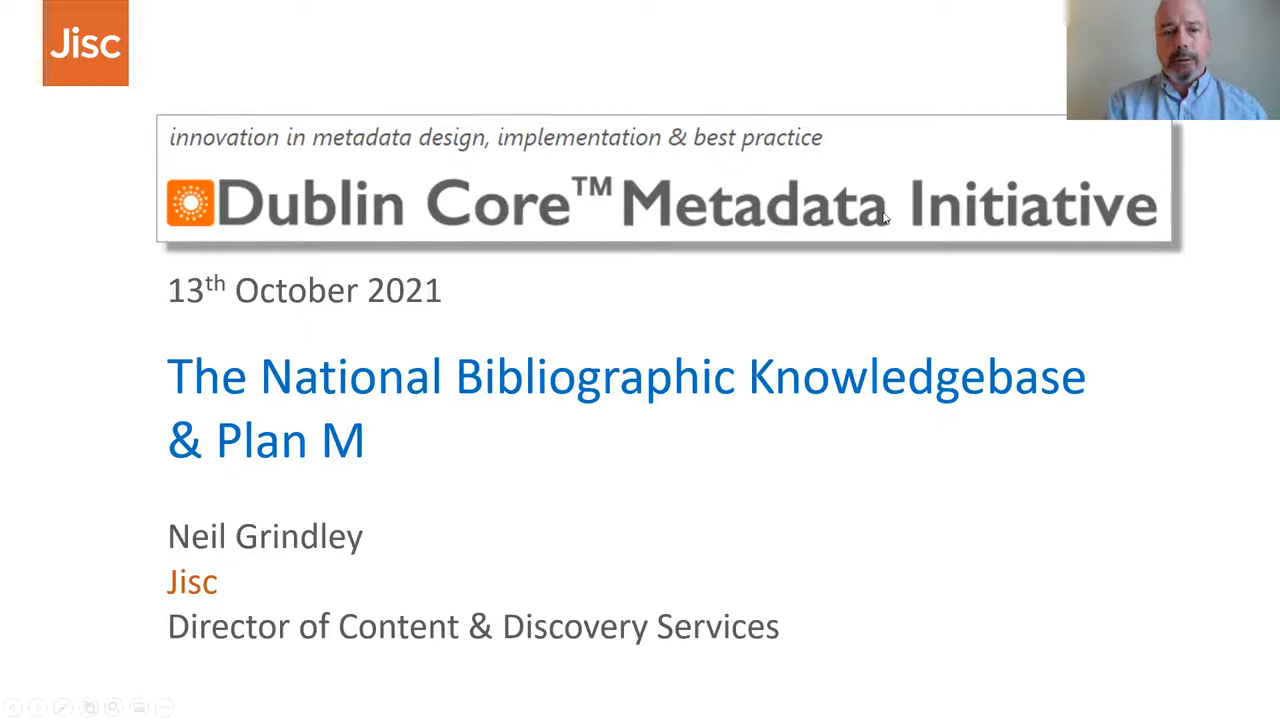 Jisc
innovation in metadata design, implementation & best practice
Dublin Core™ Metadata Initiative
13th October 2021
The National Bibliographic Knowledgebase
& Plan M
Neil Grindley
Jisc
Director of Content & Discovery Services